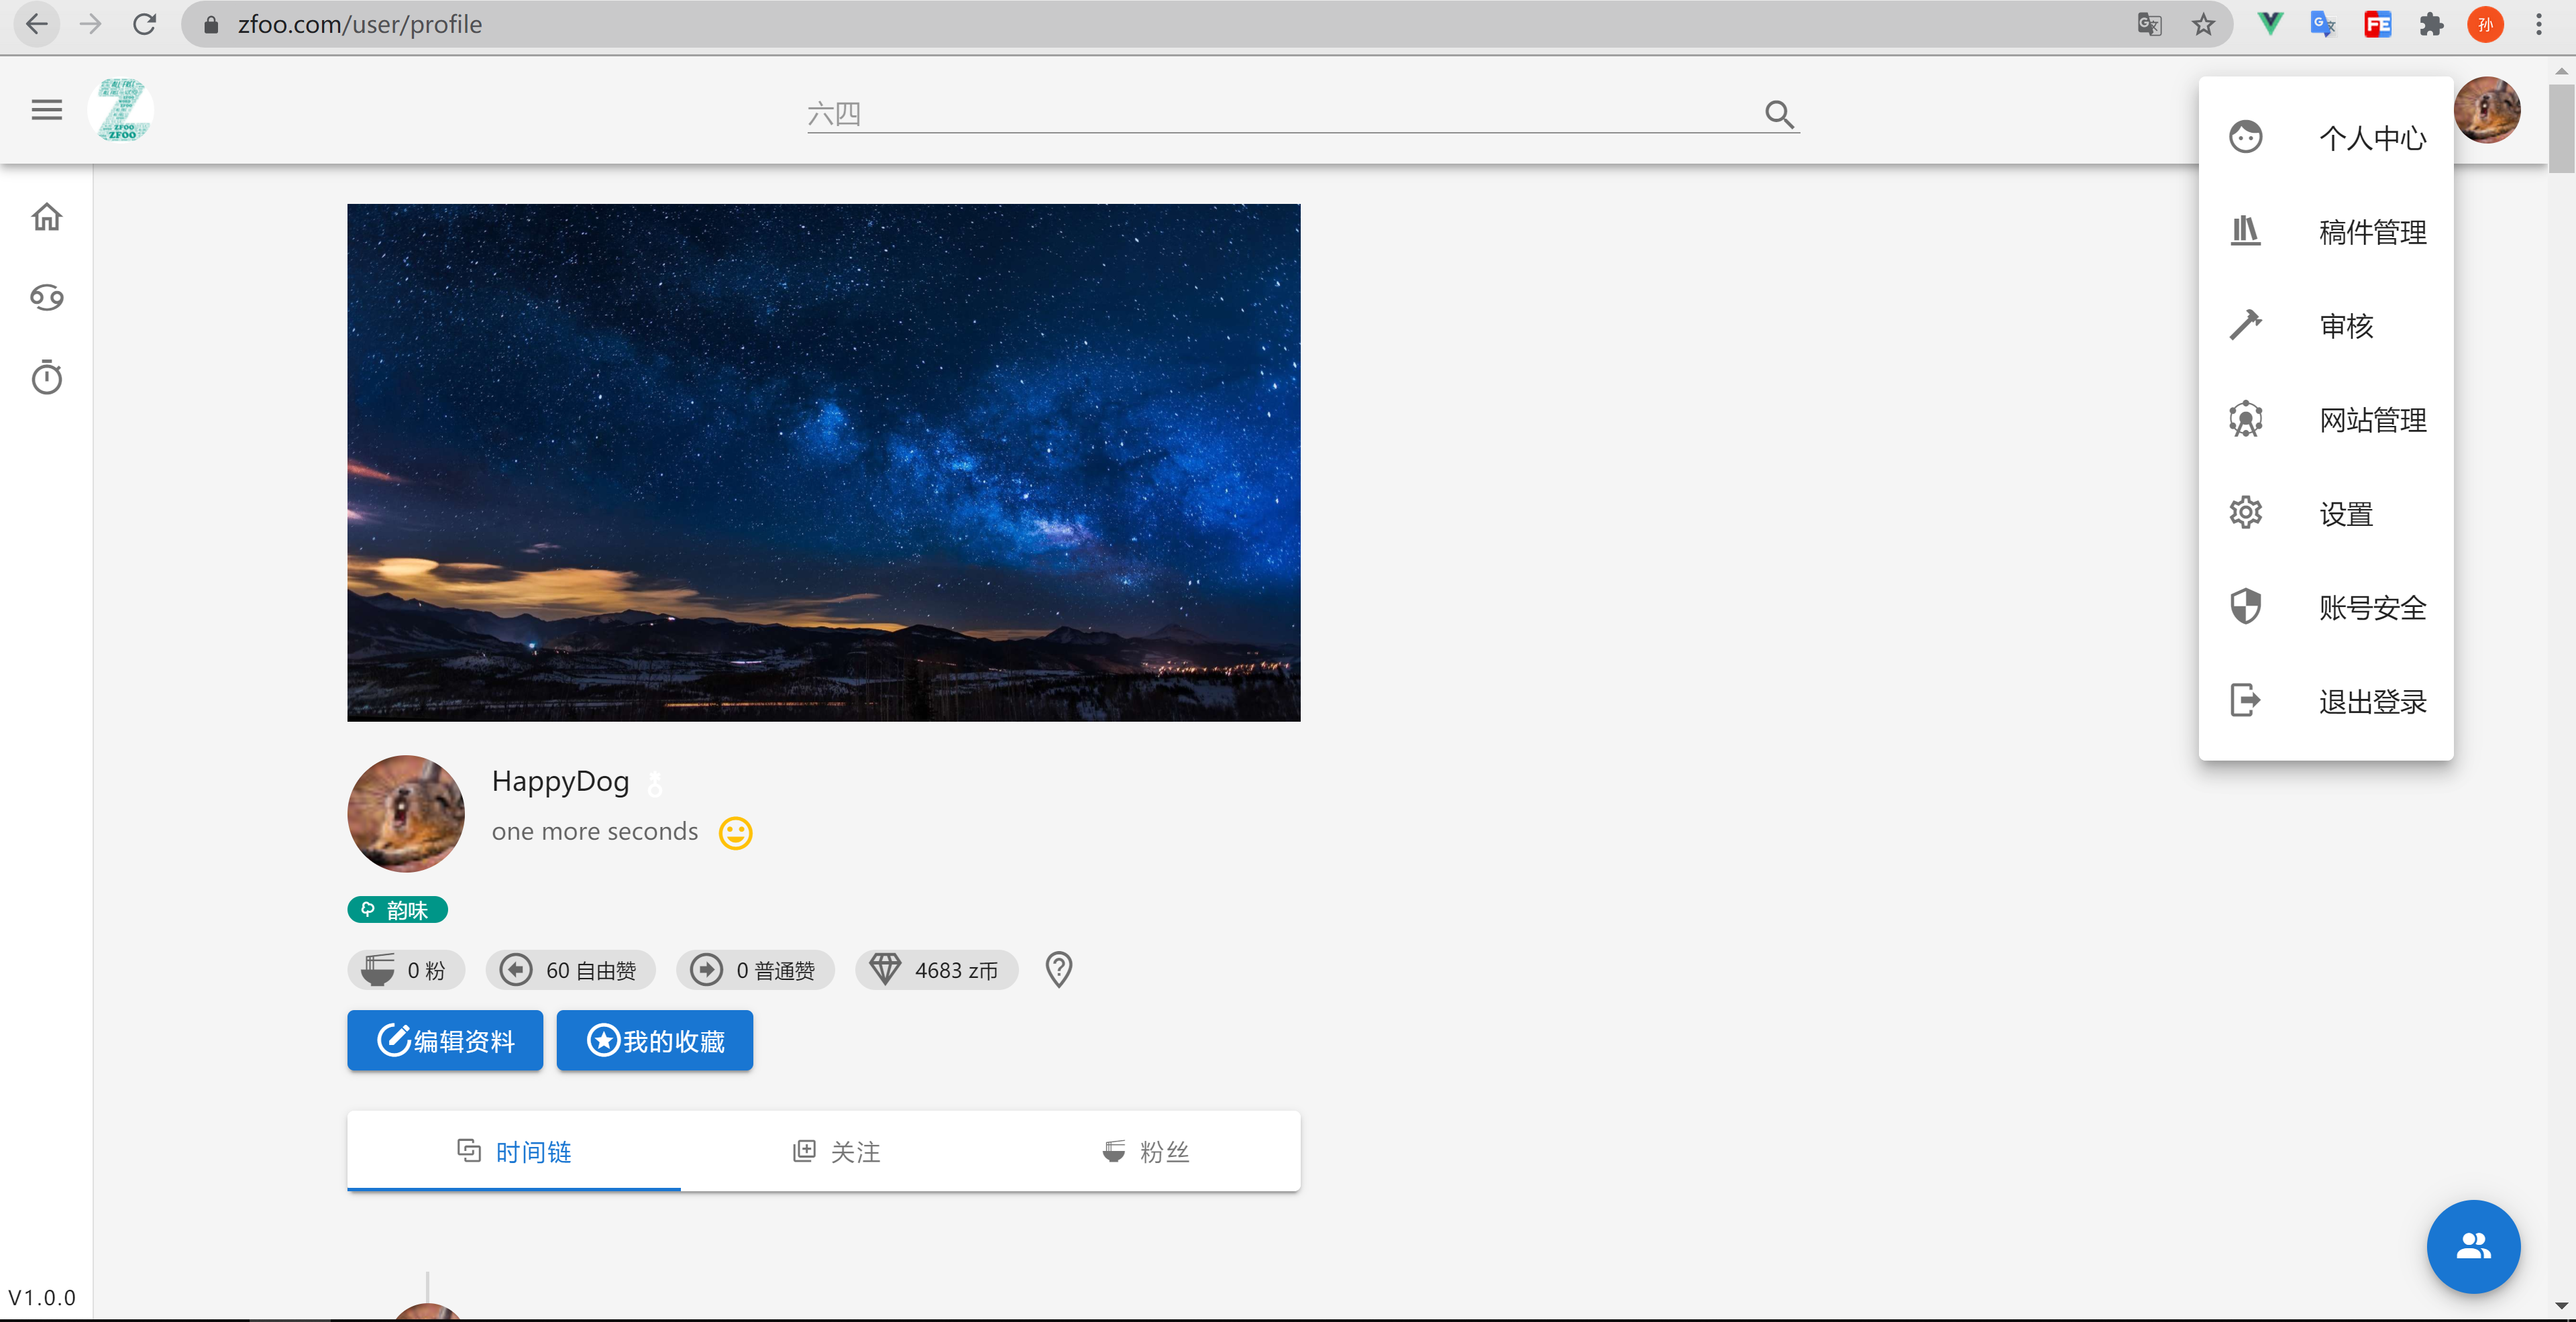 zfoo.com/user/profile
孙
ZFOO
六四
个人中心
稿件管理
审核
网站管理
设置
账号安全
退出登录
HappyDog
one more seconds
韵味
0 粉
60 自由赞
0 普通赞
4683 z币
编辑资料
我的收藏
时间链
关注
粉丝
V1.0.0